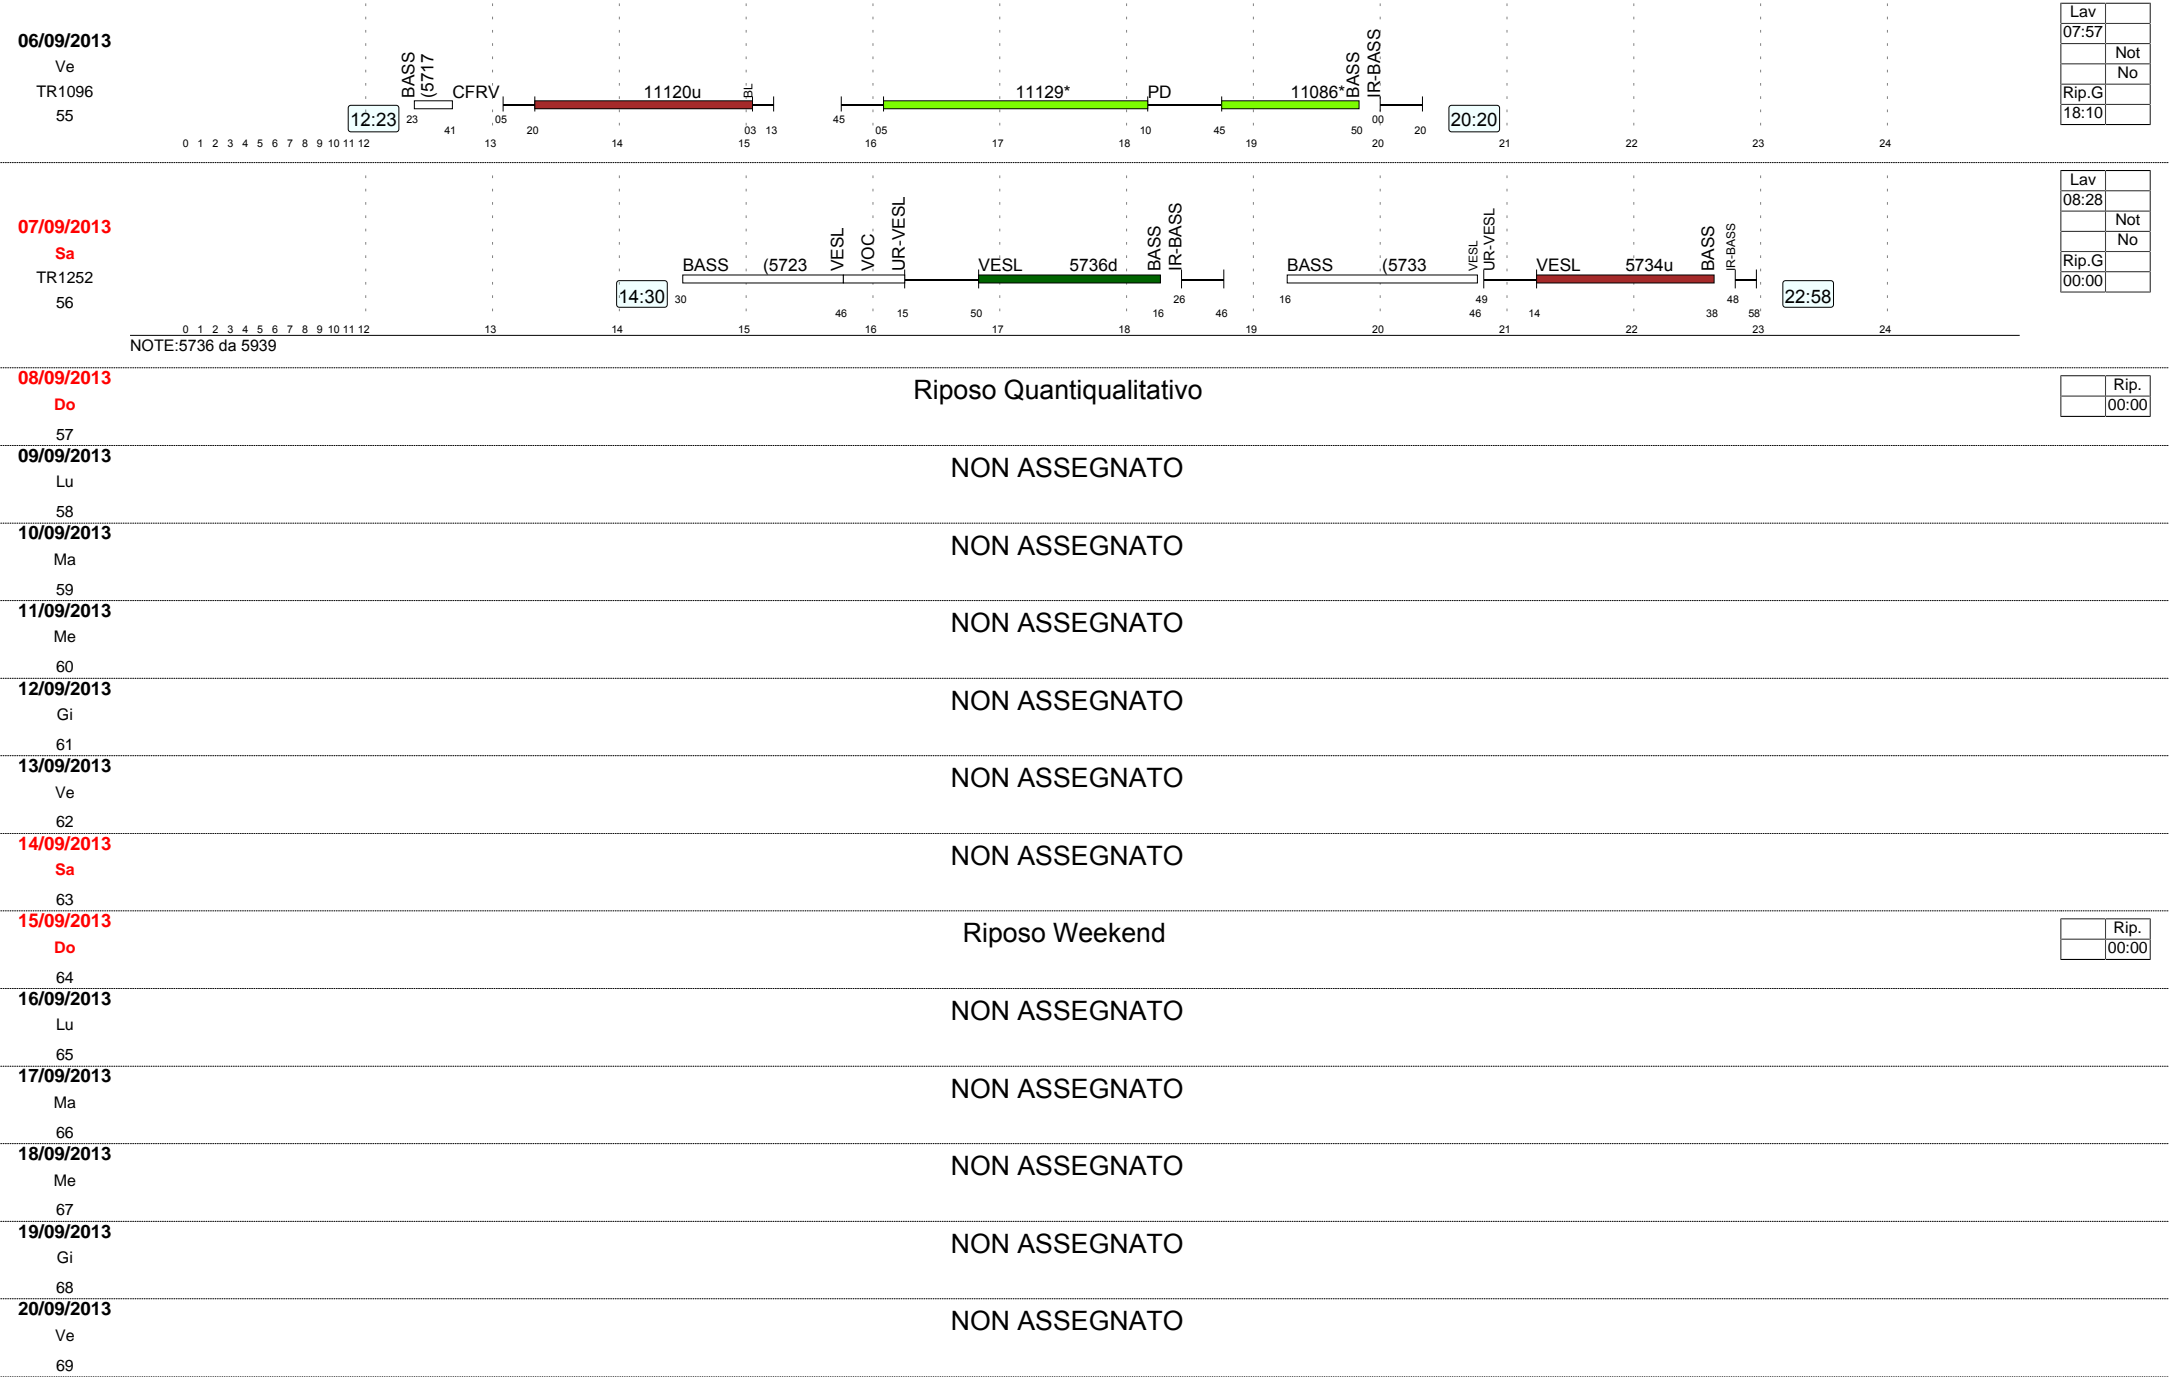 06/09/2013
Ve
TR1096
55
12:23
BASS
(5717
CFRV
11120u
BL
11129*
PD
11086*
BASS
IR-BASS
20:20
23 41 05 20 03 13 45 05 10 45 50 00 20
0 1 2 3 4 5 6 7 8 9 10 11 12 13 14 15 16 17 18 19 20 21 22 23 24
Lav
07:57
Not
No
Rip.G
18:10
07/09/2013
Sa
TR1252
56
14:30
BASS (5723
VESL
VOC
UR-VESL
VESL 5736d
BASS
IR-BASS
BASS (5733
VESL
UR-VESL
VESL 5734u
BASS
IR-BASS
22:58
30 46 15 50 16 26 46 16 46 49 14 38 48 58
0 1 2 3 4 5 6 7 8 9 10 11 12 13 14 15 16 17 18 19 20 21 22 23 24
NOTE:5736 da 5939
Lav
08:28
Not
No
Rip.G
00:00
08/09/2013
Do
57
Riposo Quantiqualitativo
Rip.
00:00
09/09/2013
Lu
58
NON ASSEGNATO
10/09/2013
Ma
59
NON ASSEGNATO
11/09/2013
Me
60
NON ASSEGNATO
12/09/2013
Gi
61
NON ASSEGNATO
13/09/2013
Ve
62
NON ASSEGNATO
14/09/2013
Sa
63
NON ASSEGNATO
15/09/2013
Do
64
Riposo Weekend
Rip.
00:00
16/09/2013
Lu
65
NON ASSEGNATO
17/09/2013
Ma
66
NON ASSEGNATO
18/09/2013
Me
67
NON ASSEGNATO
19/09/2013
Gi
68
NON ASSEGNATO
20/09/2013
Ve
69
NON ASSEGNATO